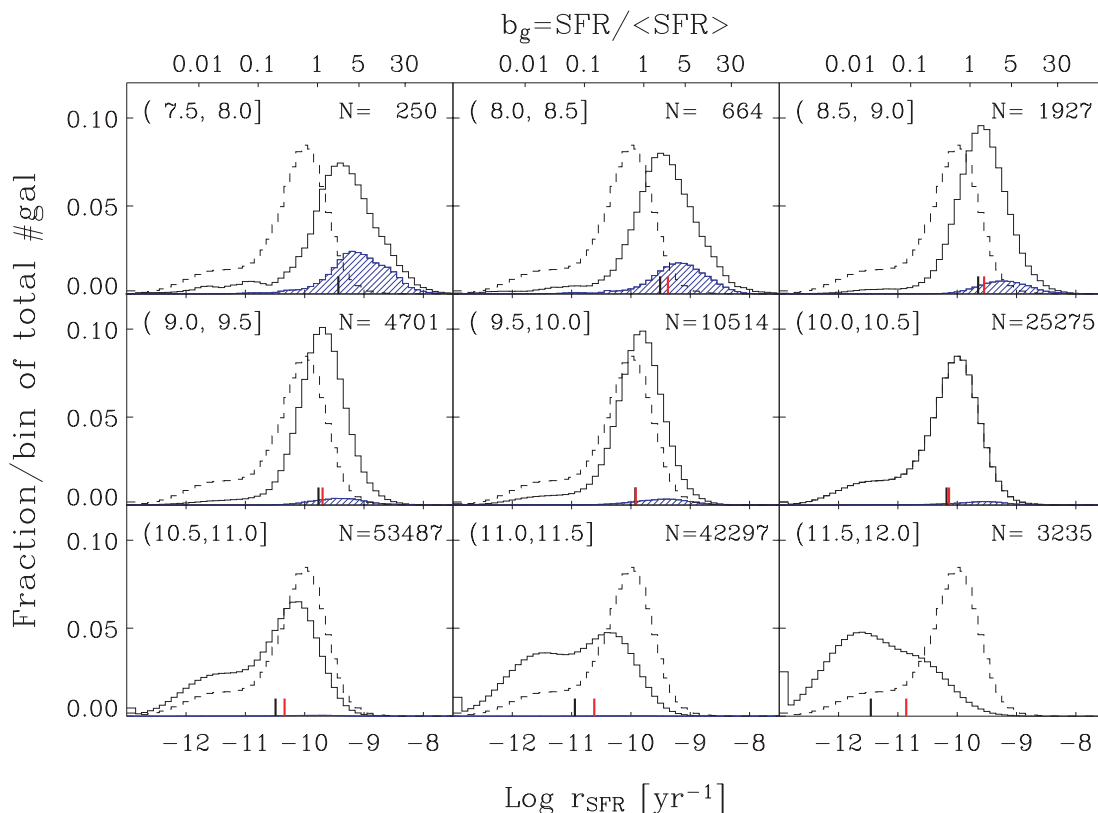 b_g=SFR/<SFR>
0.01 0.1 1 5 30 0.01 0.1 1 5 30 0.01 0.1 1 5 30
( 7.5, 8.0] N= 250 ( 8.0, 8.5] N= 664 ( 8.5, 9.0] N= 1927
0.10
0.05
0.00
( 9.0, 9.5] N= 4701 ( 9.5,10.0] N=10514 (10.0,10.5] N=25275
0.10
0.05
0.00
(10.5,11.0] N=53487 (11.0,11.5] N=42297 (11.5,12.0] N= 3235
0.10
0.05
0.00
−12 −11 −10 −9 −8 −12 −11 −10 −9 −8 −12 −11 −10 −9 −8
Fraction/bin of total #gal
Log r_SFR [yr⁻¹]